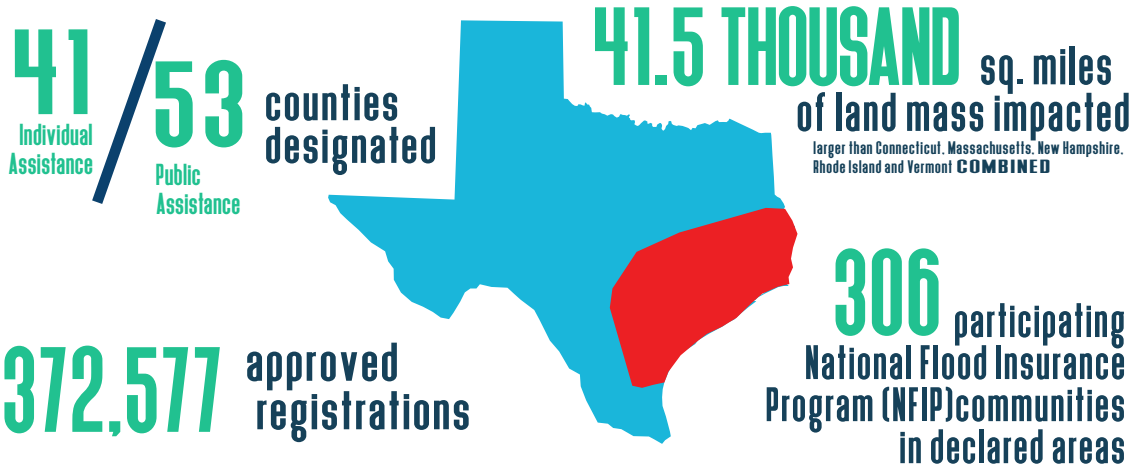 41
Individual
Assistance
53
Public
Assistance
counties
designated
41.5 THOUSAND sq. miles
of land mass impacted
larger than Connecticut, Massachusetts, New Hampshire,
Rhode Island and Vermont COMBINED
372,577 approved
registrations
306 participating
National Flood Insurance
Program (NFIP)communities
in declared areas